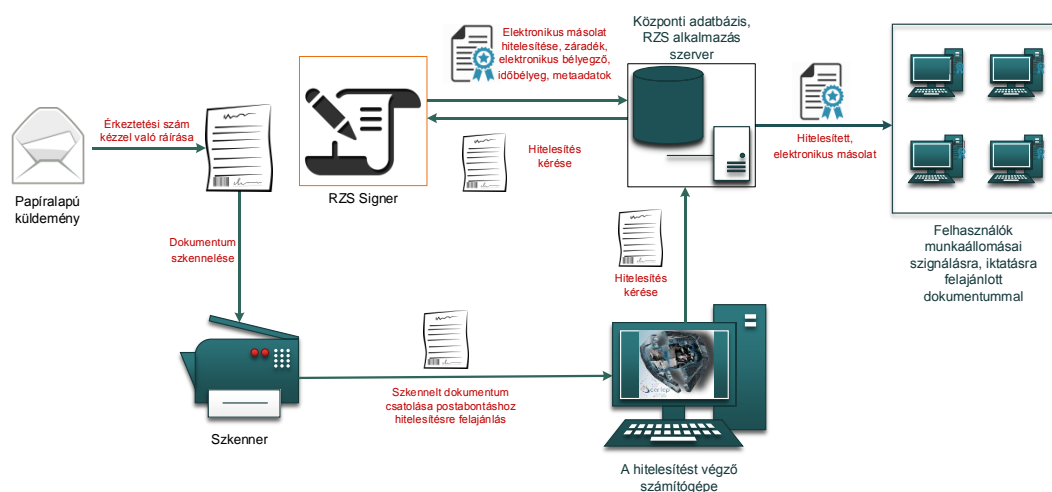 Elektronikus másolat
hitelesítése, záradék,
elektronikus bélyegző,
időbélyeg, metaadatok
Központi adatbázis,
RZS alkalmazás
szerver
Érkeztetési szám
kézzel való ráírása
Hitelesítés
kérése
Hitelesített,
elektronikus másolat
Papíralapú
küldemény
RZS Signer
Dokumentum
szkennelése
Hitelesítés
kérése
Felhasználók
munkaállomásai
szignálásra, iktatásra
felajánlott
dokumentummal
Szkennelt dokumentum
csatolása postabontáshoz
hitelesítésre felajánlás
Szkenner
A hitelesítést végző
számítógépe